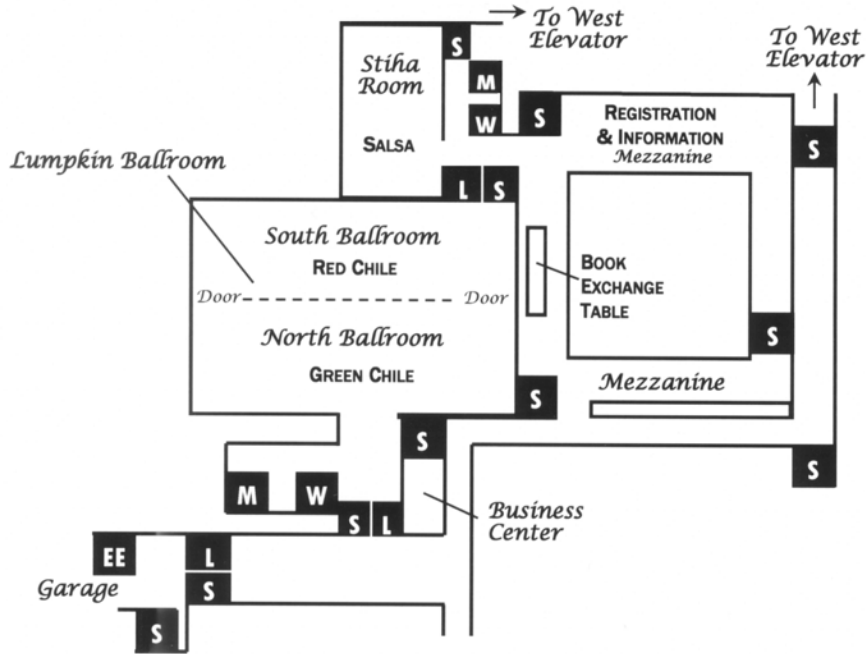 To West
Elevator
To West
Elevator
S
Stiha
Room
M
W
S
REGISTRATION
& INFORMATION
Mezzanine
S
SALSA
Lumpkin Ballroom
L
S
South Ballroom
RED CHILE
BOOK
EXCHANGE
TABLE
Door
Door
North Ballroom
GREEN CHILE
S
Mezzanine
S
S
S
M
W
S
L
Business
Center
EE
L
Garage
S
S